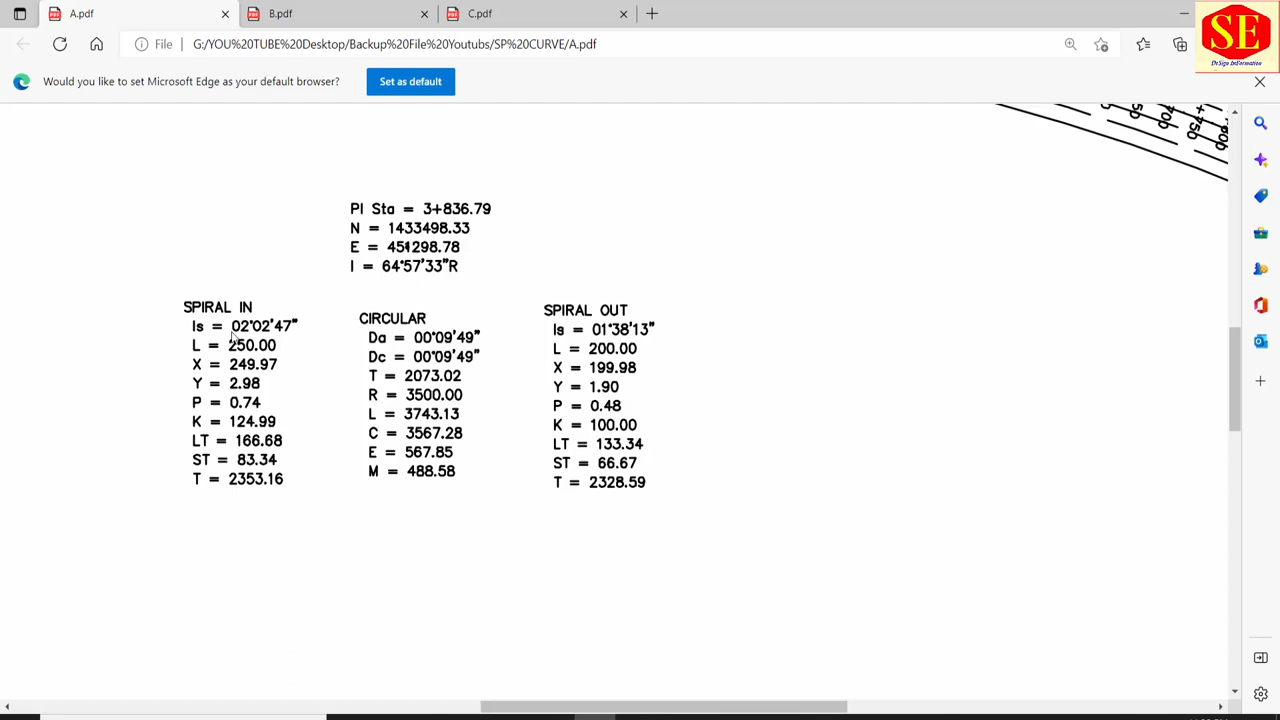 A.pdf
B.pdf
C.pdf
File
G:/YOU%20TUBE%20Desktop/Backup%20File%20Youtubs/SP%20CURVE/A.pdf
SE
DeSign InFormation
Would you like to set Microsoft Edge as your default browser?
Set as default
700
+750
PI Sta = 3+836.79
N = 1433498.33
E = 451298.78
I = 64°57'33"R
SPIRAL IN
Is = 02°02'47"
L = 250.00
X = 249.97
Y = 2.98
P = 0.74
K = 124.99
LT = 166.68
ST = 83.34
T = 2353.16
CIRCULAR
Da = 00°09'49"
Dc = 00°09'49"
T = 2073.02
R = 3500.00
L = 3743.13
C = 3567.28
E = 567.85
M = 488.58
SPIRAL OUT
Is = 01°38'13"
L = 200.00
X = 199.98
Y = 1.90
P = 0.48
K = 100.00
LT = 133.34
ST = 66.67
T = 2328.59